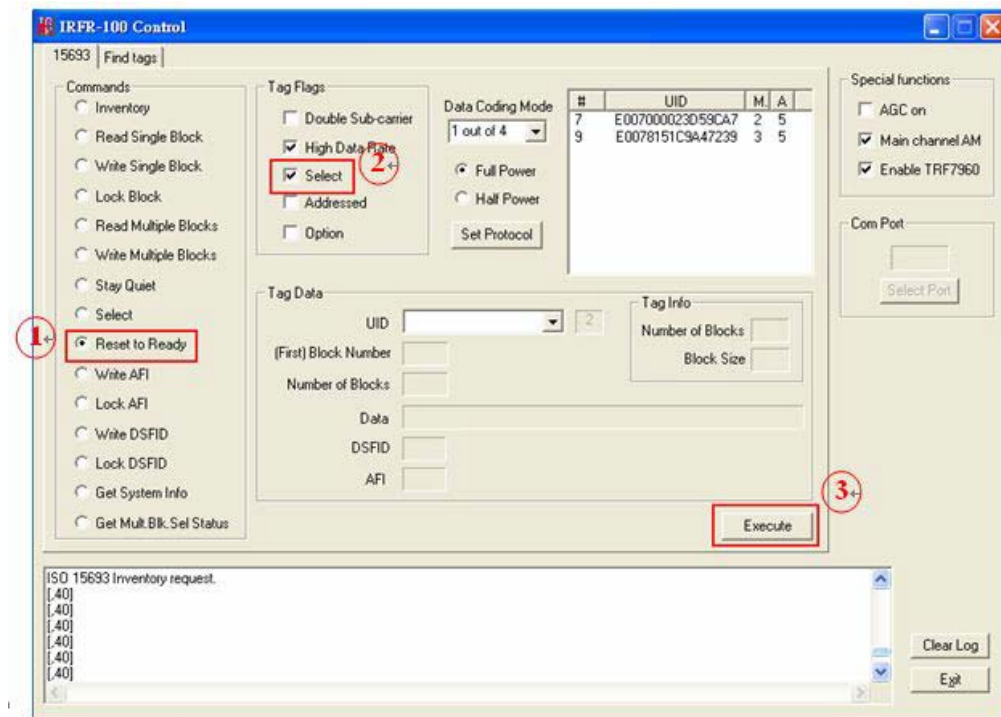 IRFR-100 Control
15693 Find tags
Commands
Inventory
Read Single Block
Write Single Block
Lock Block
Read Multiple Blocks
Write Multiple Blocks
Stay Quiet
Select
1
Reset to Ready
Write AFI
Lock AFI
Write DSFID
Lock DSFID
Get System Info
Get Mult.Blk.Sel Status
Tag Flags
Double Sub-carrier
High Data Rate
2
Select
Addressed
Option
Data Coding Mode
1 out of 4
Full Power
Half Power
Set Protocol
# UID M. A
7 E007000023D59CA7 2 5
9 E0078151C9A47239 3 5
Tag Data
UID 2
(First) Block Number
Number of Blocks
Data
DSFID
AFI
Tag Info
Number of Blocks
Block Size
3
Execute
Special functions
AGC on
Main channel AM
Enable TRF7960
Com Port
Select Port
ISO 15693 Inventory request.
[,40]
[,40]
[,40]
[,40]
[,40]
[,40]
Clear Log
Exit